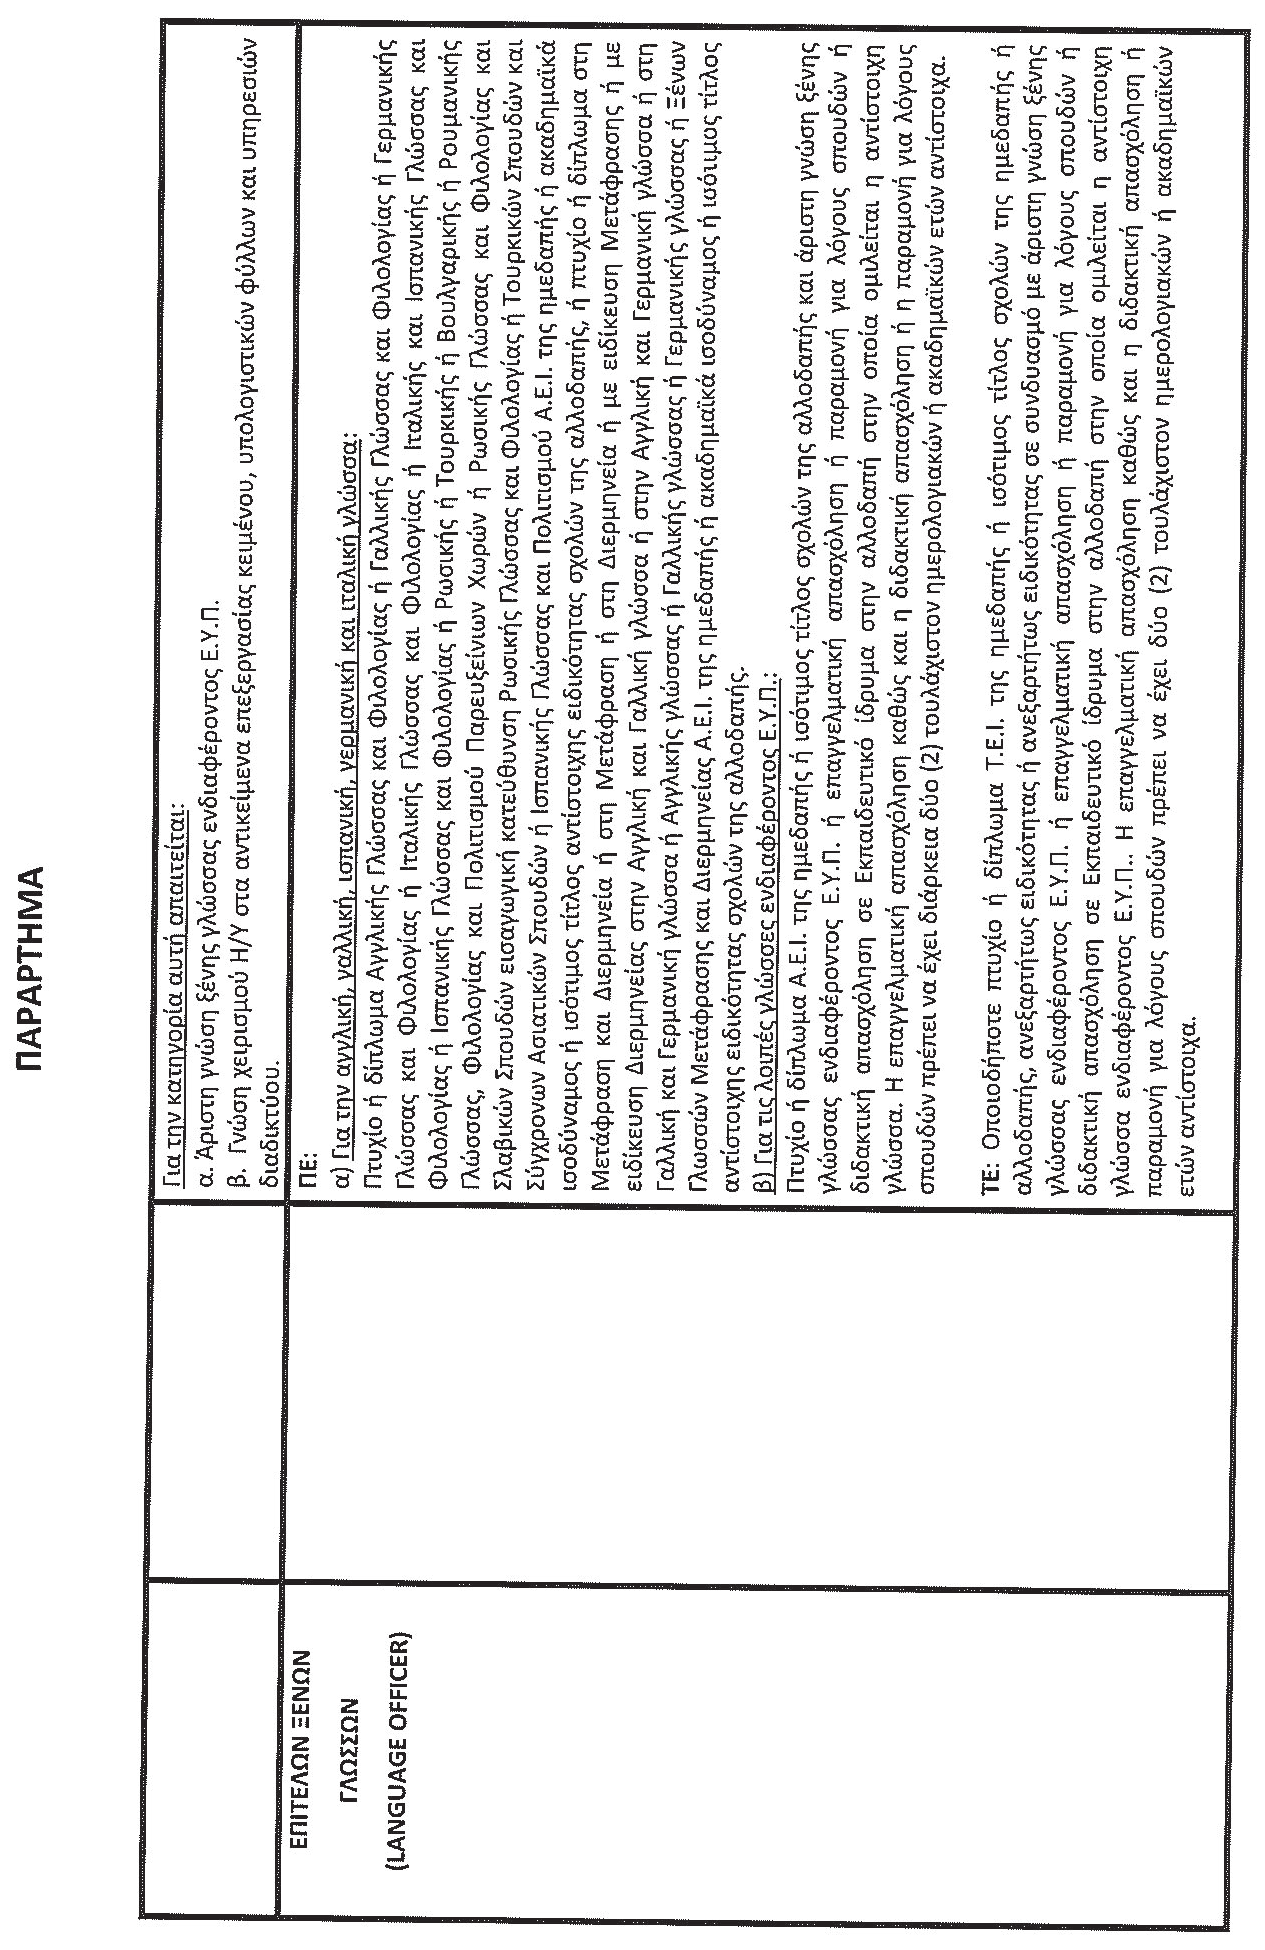 ΠΑΡΑΡΤΗΜΑ
Για την κατηγορία αυτή απαιτείται:
α. Άριστη γνώση ξένης γλώσσας ενδιαφέροντος Ε.Υ.Π.
β. Γνώση χειρισμού Η/Υ στα αντικείμενα επεξεργασίας κειμένου, υπολογιστικών φύλλων και υπηρεσιών
διαδικτύου.
ΕΠΙΤΕΛΩΝ ΞΕΝΩΝ
ΓΛΩΣΣΩΝ
(LANGUAGE OFFICER)
ΠΕ:
α) Για την αγγλική, γαλλική, ισπανική, γερμανική και ιταλική γλώσσα:
Πτυχίο ή δίπλωμα Αγγλικής Γλώσσας και Φιλολογίας ή Γαλλικής Γλώσσας και Φιλολογίας ή Γερμανικής
Γλώσσας και Φιλολογίας ή Ιταλικής Γλώσσας και Φιλολογίας ή Ιταλικής και Ισπανικής Γλώσσας και
Φιλολογίας ή Ισπανικής Γλώσσας και Φιλολογίας ή Ρωσικής ή Τουρκικής ή Βουλγαρικής ή Ρουμανικής
Γλώσσας, Φιλολογίας και Πολιτισμού Παρευξείνιων Χωρών ή Ρωσικής Γλώσσας και Φιλολογίας και
Σλαβικών Σπουδών εισαγωγική κατεύθυνση Ρωσικής Γλώσσας και Φιλολογίας ή Τουρκικών Σπουδών και
Σύγχρονων Ασιατικών Σπουδών ή Ισπανικής Γλώσσας και Πολιτισμού Α.Ε.Ι. της ημεδαπής ή ακαδημαϊκά
ισοδύναμος ή ισότιμος τίτλος αντίστοιχης ειδικότητας σχολών της αλλοδαπής, ή πτυχίο ή δίπλωμα στη
Μετάφραση και Διερμηνεία ή στη Μετάφραση ή στη Διερμηνεία ή με ειδίκευση Μετάφρασης ή με
ειδίκευση Διερμηνείας στην Αγγλική και Γαλλική γλώσσα ή στην Αγγλική και Γερμανική γλώσσα ή στη
Γαλλική και Γερμανική γλώσσα ή Αγγλικής γλώσσας ή Γαλλικής γλώσσας ή Γερμανικής γλώσσας ή Ξένων
Γλωσσών Μετάφρασης και Διερμηνείας Α.Ε.Ι. της ημεδαπής ή ακαδημαϊκά ισοδύναμος ή ισότιμος τίτλος
αντίστοιχης ειδικότητας σχολών της αλλοδαπής.
β) Για τις λοιπές γλώσσες ενδιαφέροντος Ε.Υ.Π.:
Πτυχίο ή δίπλωμα Α.Ε.Ι. της ημεδαπής ή ισότιμος τίτλος σχολών της αλλοδαπής και άριστη γνώση ξένης
γλώσσας ενδιαφέροντος Ε.Υ.Π. ή επαγγελματική απασχόληση ή παραμονή για λόγους σπουδών ή
διδακτική απασχόληση σε Εκπαιδευτικό ίδρυμα στην αλλοδαπή στην οποία ομιλείται η αντίστοιχη
γλώσσα. Η επαγγελματική απασχόληση καθώς και η διδακτική απασχόληση ή η παραμονή για λόγους
σπουδών πρέπει να έχει διάρκεια δύο (2) τουλάχιστον ημερολογιακών ή ακαδημαϊκών ετών αντίστοιχα.
ΤΕ: Οποιοδήποτε πτυχίο ή δίπλωμα Τ.Ε.Ι. της ημεδαπής ή ισότιμος τίτλος σχολών της ημεδαπής ή
αλλοδαπής, ανεξαρτήτως ειδικότητας ή ανεξαρτήτως ειδικότητας σε συνδυασμό με άριστη γνώση ξένης
γλώσσας ενδιαφέροντος Ε.Υ.Π. ή επαγγελματική απασχόληση ή παραμονή για λόγους σπουδών ή
διδακτική απασχόληση σε Εκπαιδευτικό ίδρυμα στην αλλοδαπή στην οποία ομιλείται η αντίστοιχη
γλώσσα ενδιαφέροντος Ε.Υ.Π.. Η επαγγελματική απασχόληση καθώς και η διδακτική απασχόληση ή
παραμονή για λόγους σπουδών πρέπει να έχει δύο (2) τουλάχιστον ημερολογιακών ή ακαδημαϊκών
ετών αντίστοιχα.